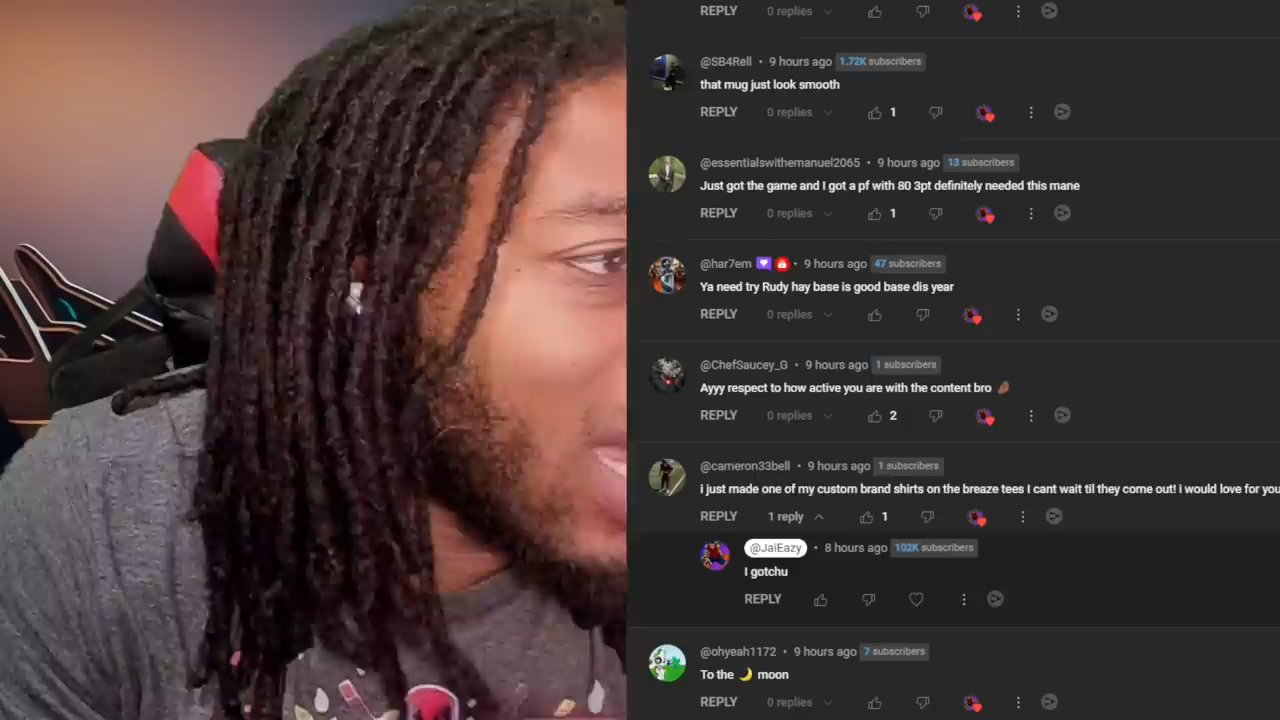 REPLY 0 replies
@SB4Rell • 9 hours ago 1.72K subscribers
that mug just look smooth
REPLY 0 replies 1
@essentialswithemanuel2065 • 9 hours ago 13 subscribers
Just got the game and I got a pf with 80 3pt definitely needed this mane
REPLY 0 replies 1
@har7em • 9 hours ago 47 subscribers
Ya need try Rudy hay base is good base dis year
REPLY 0 replies
@ChefSaucey_G • 9 hours ago 1 subscribers
Ayyy respect to how active you are with the content bro
REPLY 0 replies 2
@cameron33bell • 9 hours ago 1 subscribers
i just made one of my custom brand shirts on the breaze tees I cant wait til they come out! i would love for you
REPLY 1 reply 1
@JaiEazy • 8 hours ago 102K subscribers
I gotchu
REPLY
@ohyeah1172 • 9 hours ago 7 subscribers
To the 🌙 moon
REPLY 0 replies